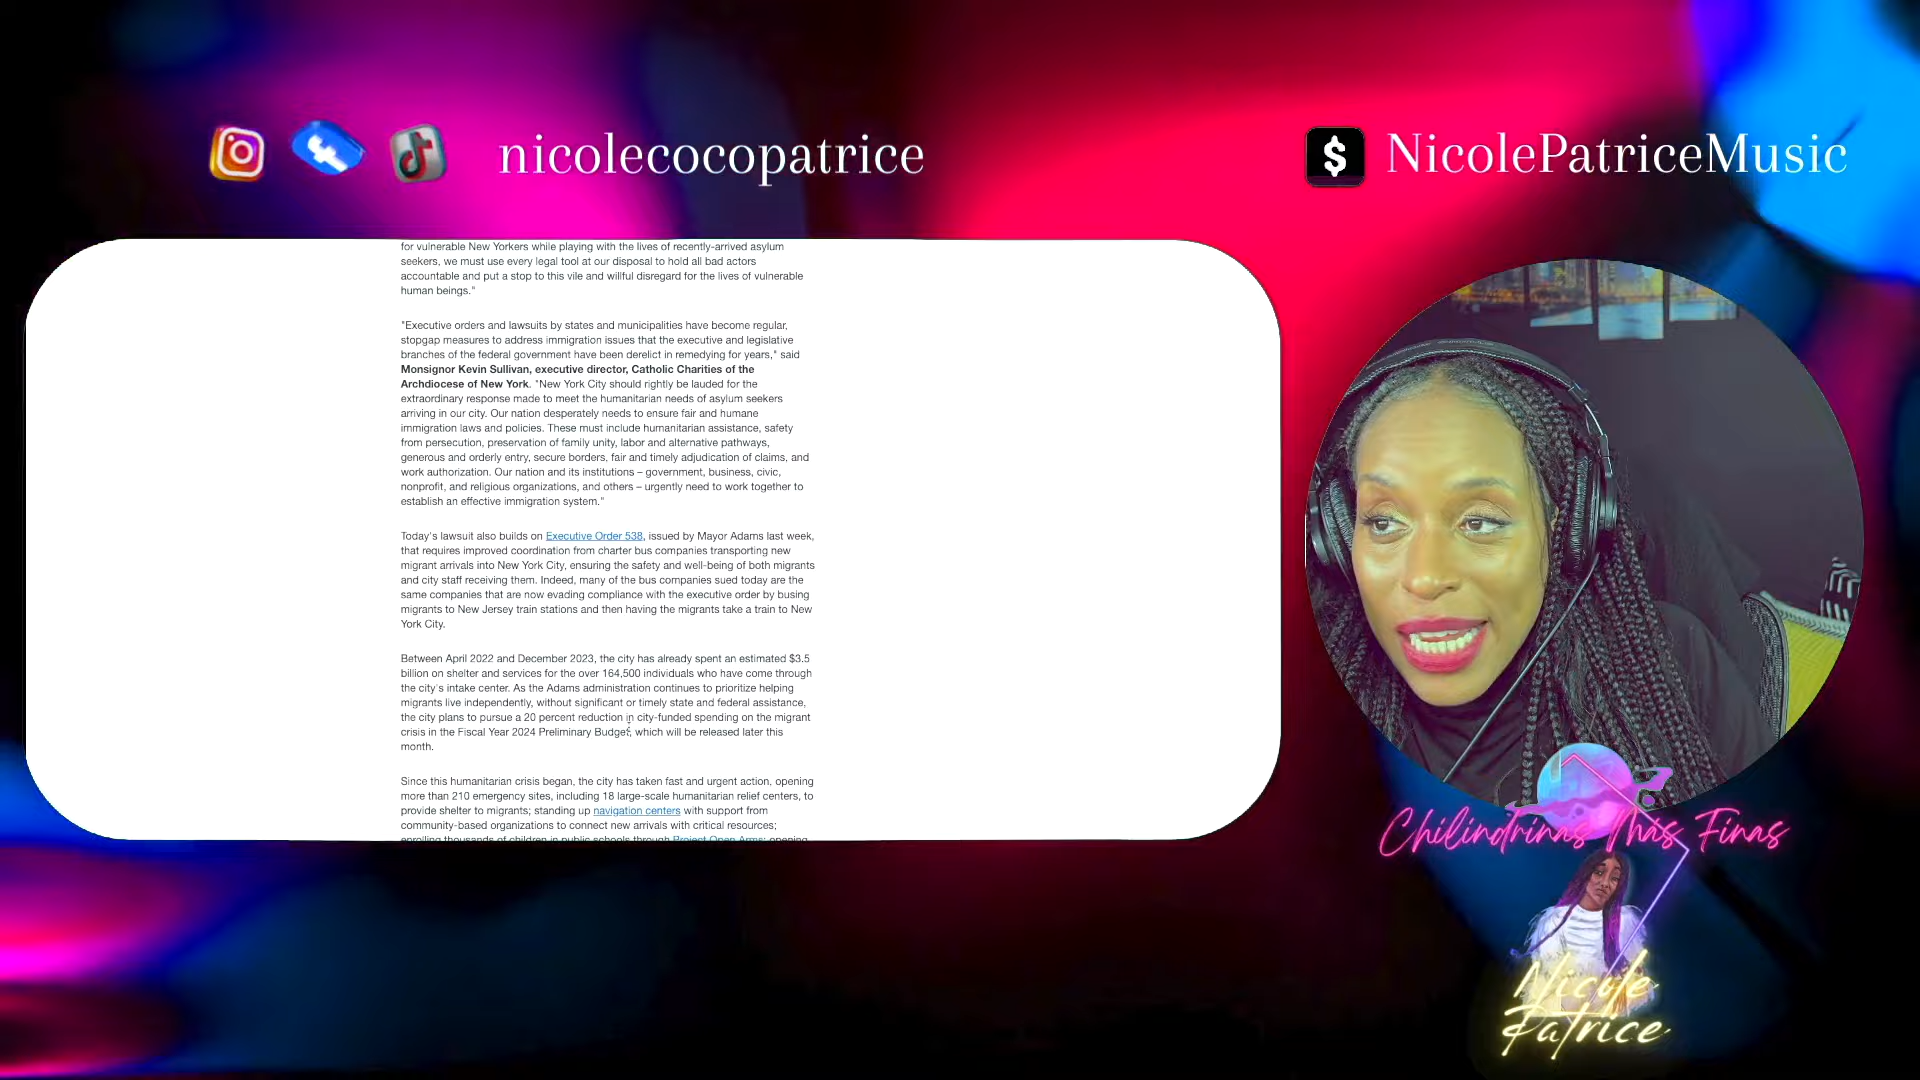 nicolecocopatrice
NicolePatriceMusic
for vulnerable New Yorkers while playing with the lives of recently-arrived asylum
seekers, we must use every legal tool at our disposal to hold all bad actors
accountable and put a stop to this vile and willful disregard for the lives of vulnerable
human beings."
"Executive orders and lawsuits by states and municipalities have become regular,
stopgap measures to address immigration issues that the executive and legislative
branches of the federal government have been derelict in remedying for years," said
Monsignor Kevin Sullivan, executive director, Catholic Charities of the
Archdiocese of New York. "New York City should rightly be lauded for the
extraordinary response made to meet the humanitarian needs of asylum seekers
arriving in our city. Our nation desperately needs to ensure fair and humane
immigration laws and policies. These must include humanitarian assistance, safety
from persecution, preservation of family unity, labor and alternative pathways,
generous and orderly entry, secure borders, fair and timely adjudication of claims, and
work authorization. Our nation and its institutions – government, business, civic,
nonprofit, and religious organizations, and others – urgently need to work together to
establish an effective immigration system."
Today's lawsuit also builds on Executive Order 538, issued by Mayor Adams last week,
that requires improved coordination from charter bus companies transporting new
migrant arrivals into New York City, ensuring the safety and well-being of both migrants
and city staff receiving them. Indeed, many of the bus companies sued today are the
same companies that are now evading compliance with the executive order by busing
migrants to New Jersey train stations and then having the migrants take a train to New
York City.
Between April 2022 and December 2023, the city has already spent an estimated $3.5
billion on shelter and services for the over 164,500 individuals who have come through
the city's intake center. As the Adams administration continues to prioritize helping
migrants live independently, without significant or timely state and federal assistance,
the city plans to pursue a 20 percent reduction in city-funded spending on the migrant
crisis in the Fiscal Year 2024 Preliminary Budget, which will be released later this
month.
Since this humanitarian crisis began, the city has taken fast and urgent action, opening
more than 210 emergency sites, including 18 large-scale humanitarian relief centers, to
provide shelter to migrants; standing up navigation centers with support from
community-based organizations to connect new arrivals with critical resources;
enrolling thousands of children in public schools through Project Open Arms; opening
Chilindrinas Más Finas
Nicole
Patrice